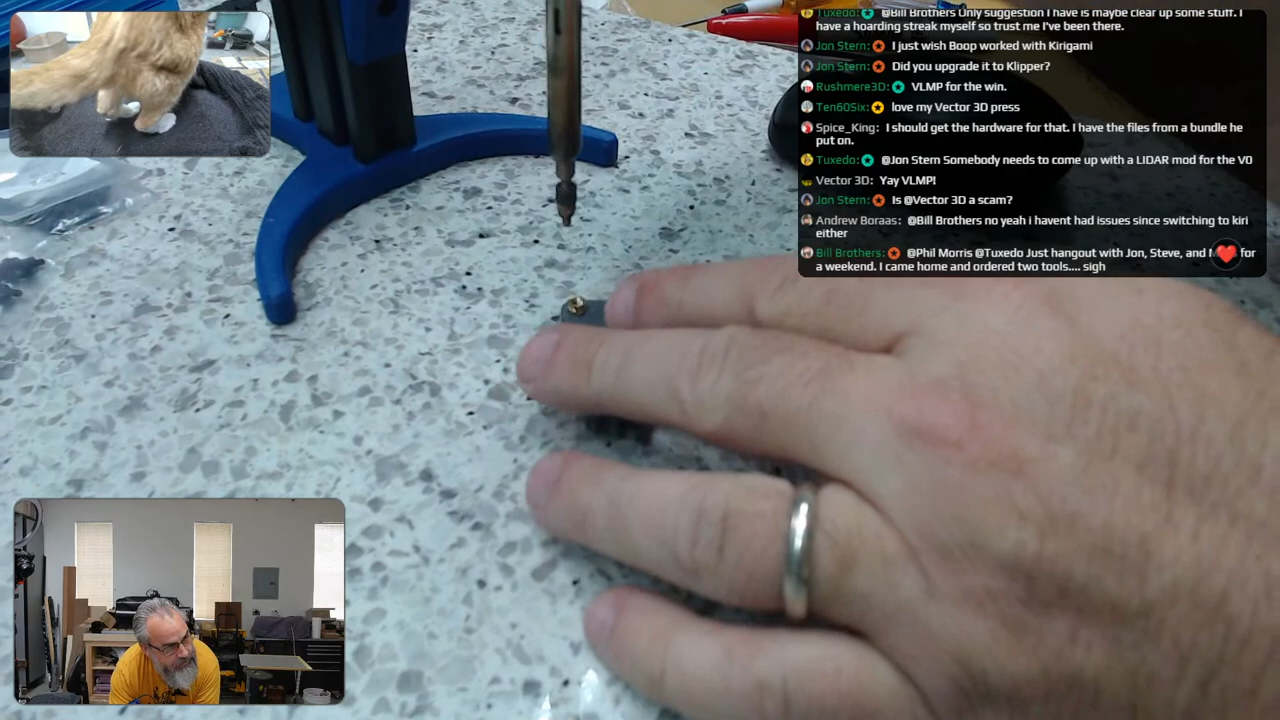 Tuxedo: @Bill Brothers Only suggestion I have is maybe clear up some stuff. I
have a hoarding streak myself so trust me I've been there.
Jon Stern: I just wish Boop worked with Kirigami
Jon Stern: Did you upgrade it to Klipper?
Rushmere3D: VLMP for the win.
Ten60Six: love my Vector 3D press
Spice_King: I should get the hardware for that. I have the files from a bundle he
put on.
Tuxedo: @Jon Stern Somebody needs to come up with a LIDAR mod for the V0
Vector 3D: Yay VLMP!
Jon Stern: Is @Vector 3D a scam?
Andrew Boraas: @Bill Brothers no yeah i havent had issues since switching to kiri
either
Bill Brothers: @Phil Morris @Tuxedo Just hangout with Jon, Steve, and for
a weekend. I came home and ordered two tools.... sigh